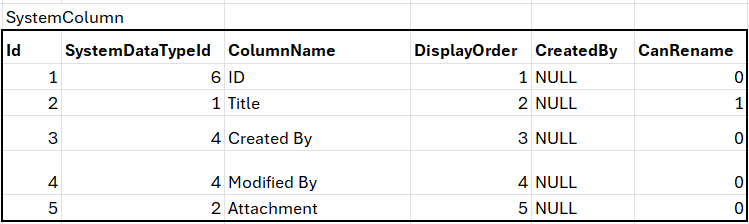 SystemColumn
Id SystemDataTypeId ColumnName DisplayOrder CreatedBy CanRename
1 6 ID 1 NULL 0
2 1 Title 2 NULL 1
3 4 Created By 3 NULL 0
4 4 Modified By 4 NULL 0
5 2 Attachment 5 NULL 0